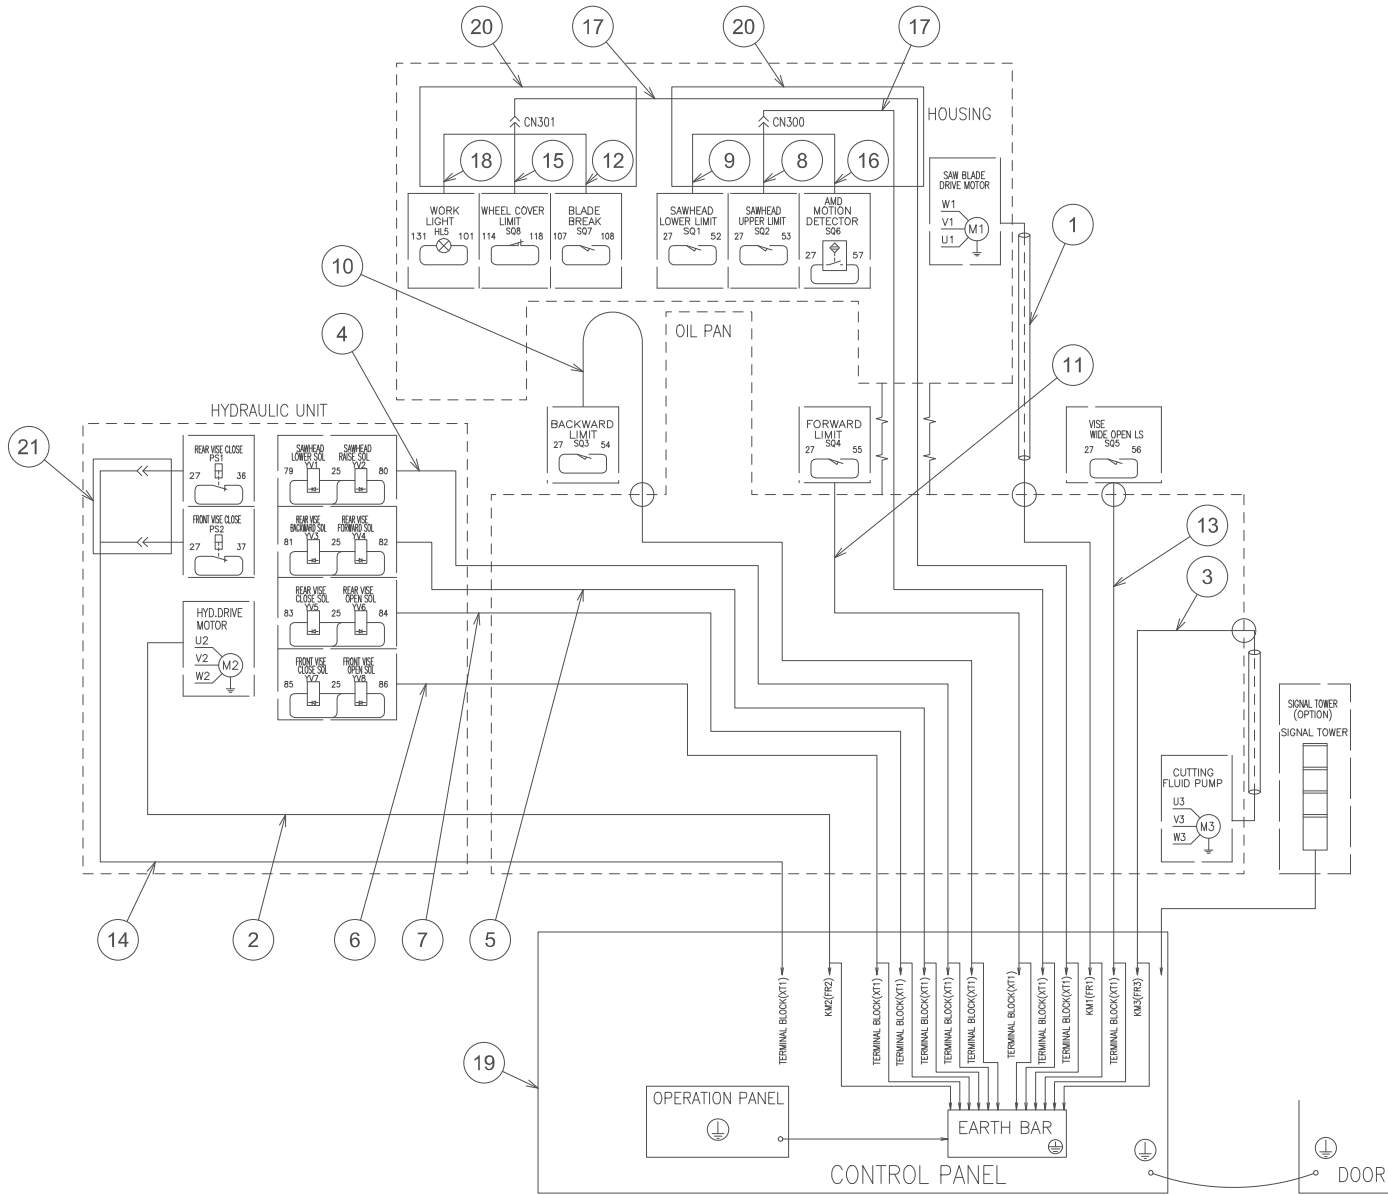 20
17
20
17
HOUSING
CN301
CN300
18
15
12
9
8
16
WORK
LIGHT
HL5
131 101
WHEEL COVER
LIMIT
SQ8
114 118
BLADE
BREAK
SQ7
107 108
SAWHEAD
LOWER LIMIT
SQ1
27 52
SAWHEAD
UPPER LIMIT
SQ2
27 53
AMD
MOTION
DETECTOR
SQ6
27 57
SAW BLADE
DRIVE MOTOR
W1
V1
U1
M1
1
10
4
OIL PAN
11
HYDRAULIC UNIT
21
BACKWARD
LIMIT
SQ3
27 54
FORWARD
LIMIT
SQ4
27 55
VISE
WIDE OPEN LS
SQ5
27 56
REAR VISE CLOSE
PS1
27 36
FRONT VISE CLOSE
PS2
27 37
SAWHEAD
LOWER SOL
YV1
SAWHEAD
RAISE SOL
YV2
79 25 80
REAR VISE
BACKWARD SOL
YV3
REAR VISE
FORWARD SOL
YV4
81 25 82
REAR VISE
CLOSE SOL
YV5
REAR VISE
OPEN SOL
YV6
83 25 84
FRONT VISE
CLOSE SOL
YV7
FRONT VISE
OPEN SOL
YV8
85 25 86
HYD.DRIVE
MOTOR
U2
V2
W2
M2
13
3
SIGNAL TOWER
(OPTION)
SIGNAL TOWER
CUTTING
FLUID PUMP
U3
V3
W3
M3
14
2
6
7
5
TERMINAL BLOCK(XT1)
KM2(FR2)
TERMINAL BLOCK(XT1)
TERMINAL BLOCK(XT1)
TERMINAL BLOCK(XT1)
TERMINAL BLOCK(XT1)
TERMINAL BLOCK(XT1)
TERMINAL BLOCK(XT1)
TERMINAL BLOCK(XT1)
TERMINAL BLOCK(XT1)
KM1(FR1)
TERMINAL BLOCK(XT1)
KM3(FR3)
19
OPERATION PANEL
EARTH BAR
CONTROL PANEL
DOOR